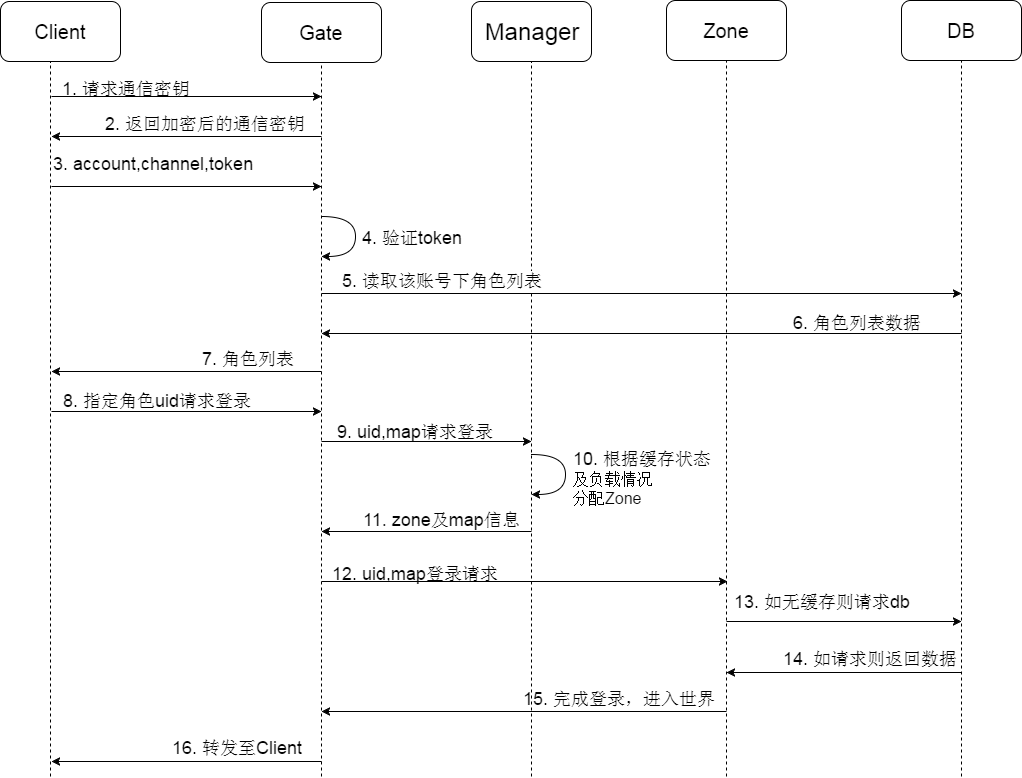 Client
Gate
Manager
Zone
DB
1. 请求通信密钥
2. 返回加密后的通信密钥
3. account,channel,token
4. 验证token
5. 读取该账号下角色列表
6. 角色列表数据
7. 角色列表
8. 指定角色uid请求登录
9. uid,map请求登录
10. 根据缓存状态
及负载情况
分配Zone
11. zone及map信息
12. uid,map登录请求
13. 如无缓存则请求db
14. 如请求则返回数据
15. 完成登录，进入世界
16. 转发至Client